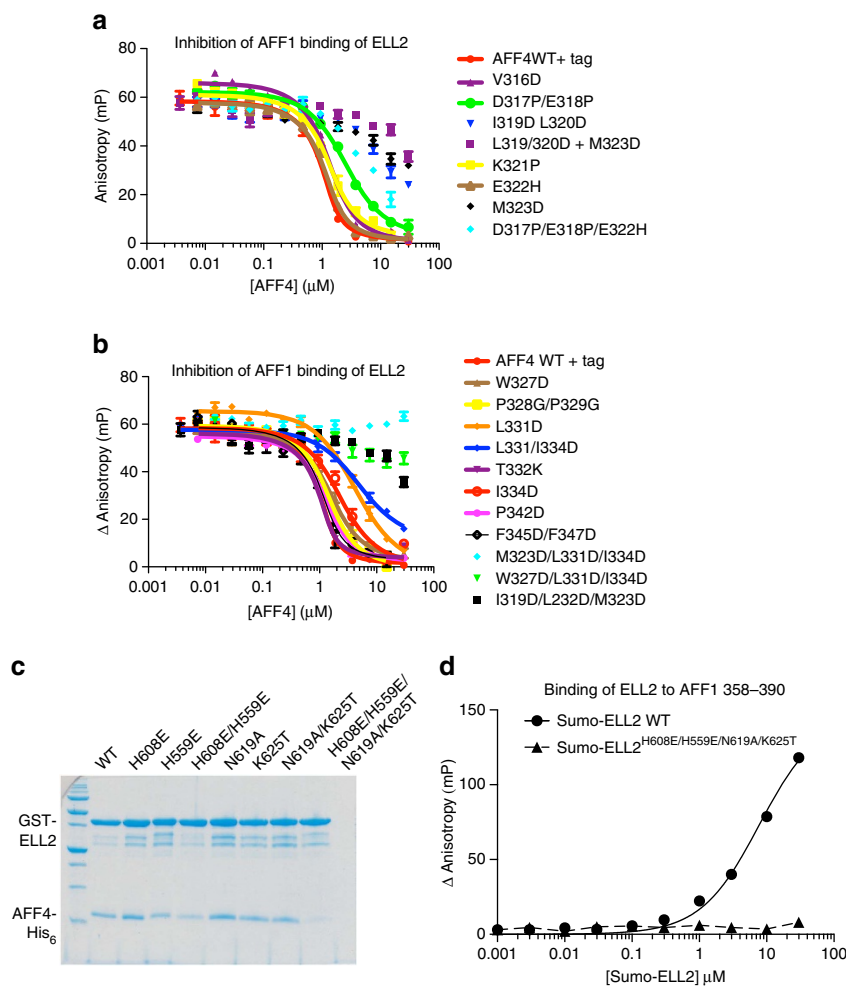 a
Inhibition of AFF1 binding of ELL2
80
60
40
20
0
Anisotropy (mP)
0.001
0.01
0.1
1
10
100
[AFF4] (μM)
AFF4WT+ tag
V316D
D317P/E318P
I319D L320D
L319/320D + M323D
K321P
E322H
M323D
D317P/E318P/E322H
b
Inhibition of AFF1 binding of ELL2
80
60
40
20
0
Δ Anisotropy (mP)
0.001
0.01
0.1
1
10
100
[AFF4] (μM)
AFF4 WT + tag
W327D
P328G/P329G
L331D
L331/I334D
T332K
I334D
P342D
F345D/F347D
M323D/L331D/I334D
W327D/L331D/I334D
I319D/L232D/M323D
c
WT
H608E
H559E
H608E/H559E
N619A
K625T
N619A/K625T
H608E/H559E/
N619A/K625T
GST-
ELL2
AFF4-
His6
d
Binding of ELL2 to AFF1 358–390
150
100
50
0
Δ Anisotropy (mP)
Sumo-ELL2 WT
Sumo-ELL2H608E/H559E/N619A/K625T
0.001
0.01
0.1
1
10
100
[Sumo-ELL2] μM